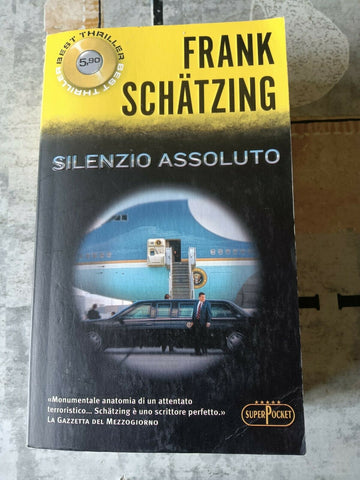 BEST THRILLER
BEST THRILLER
5,90
FRANK
SCHÄTZING
SILENZIO ASSOLUTO
«Monumentale anatomia di un attentato
terroristico... Schätzing è uno scrittore perfetto.»
LA GAZZETTA DEL MEZZOGIORNO
SUPERPOCKET